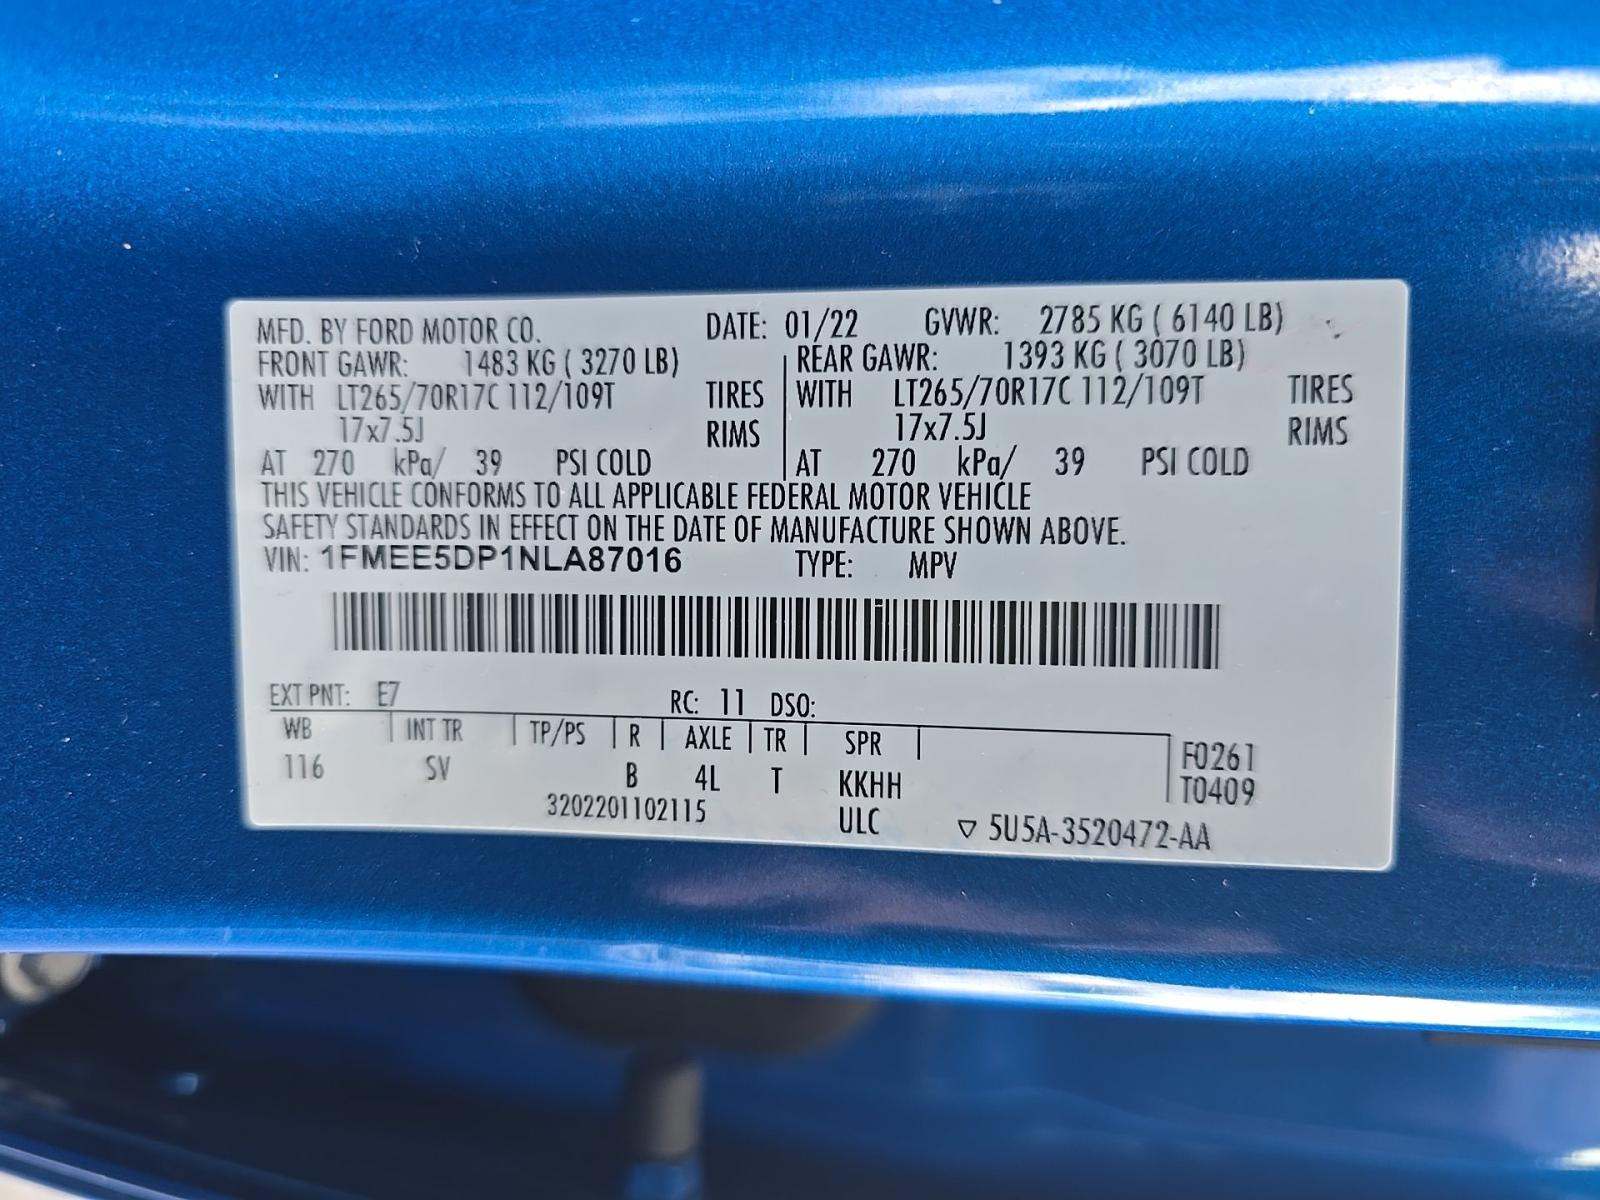 MFD. BY FORD MOTOR CO. DATE: 01/22 GVWR: 2785 KG ( 6140 LB)
FRONT GAWR: 1483 KG ( 3270 LB) REAR GAWR: 1393 KG ( 3070 LB)
WITH LT265/70R17C 112/109T TIRES WITH LT265/70R17C 112/109T TIRES
17x7.5J RIMS 17x7.5J RIMS
AT 270 kPa/ 39 PSI COLD AT 270 kPa/ 39 PSI COLD
THIS VEHICLE CONFORMS TO ALL APPLICABLE FEDERAL MOTOR VEHICLE
SAFETY STANDARDS IN EFFECT ON THE DATE OF MANUFACTURE SHOWN ABOVE.
VIN: 1FMEE5DP1NLA87016 TYPE: MPV
EXT PNT: E7 RC: 11 DSO:
WB INT TR TP/PS R AXLE TR SPR F0261
116 SV B 4L T KKHH T0409
3202201102115 ULC ▽ 5U5A-3520472-AA